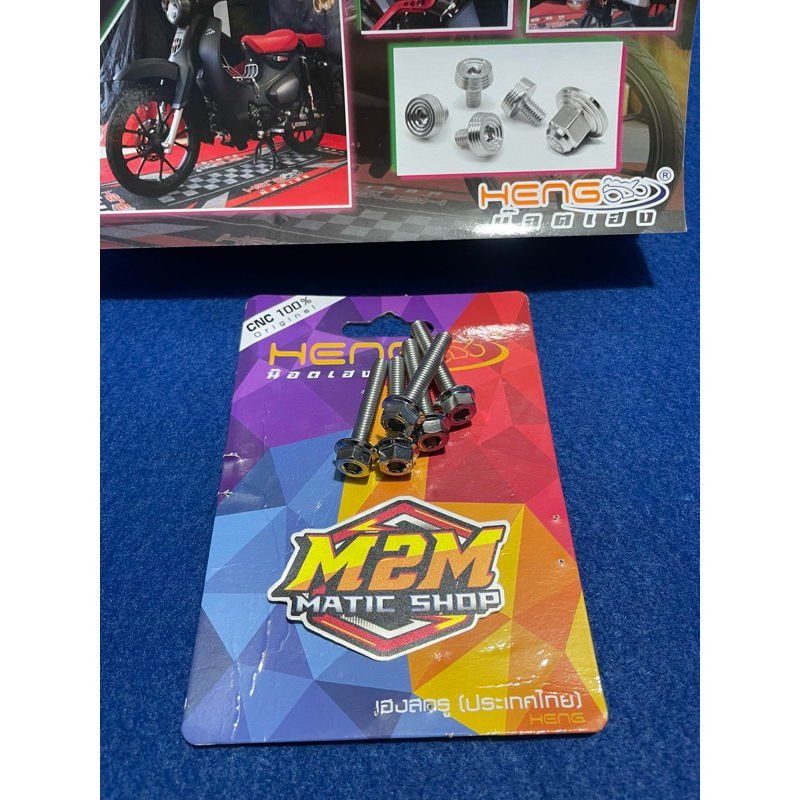 HENG ®
น๊อตเฮง
CNC 100%
Original
HENG
น๊อตเฮง
M2M
MATIC SHOP
เฮงสกรู (ประเทศไทย)
HENG